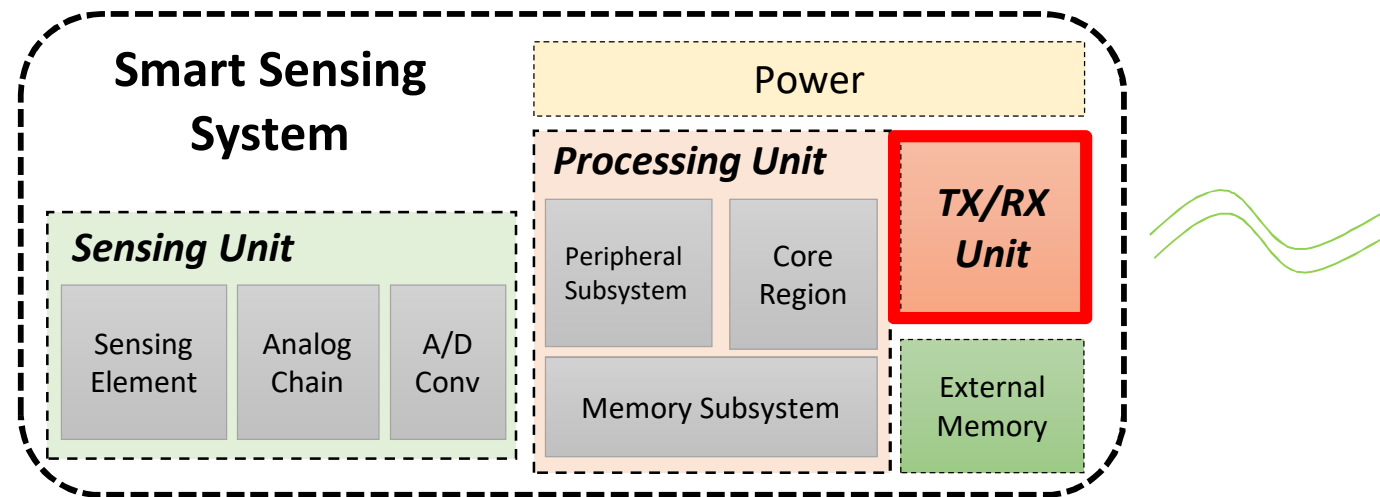 Smart Sensing
System
Power
Processing Unit
TX/RX
Unit
Sensing Unit
Peripheral
Subsystem
Core
Region
Sensing
Element
Analog
Chain
A/D
Conv
Memory Subsystem
External
Memory